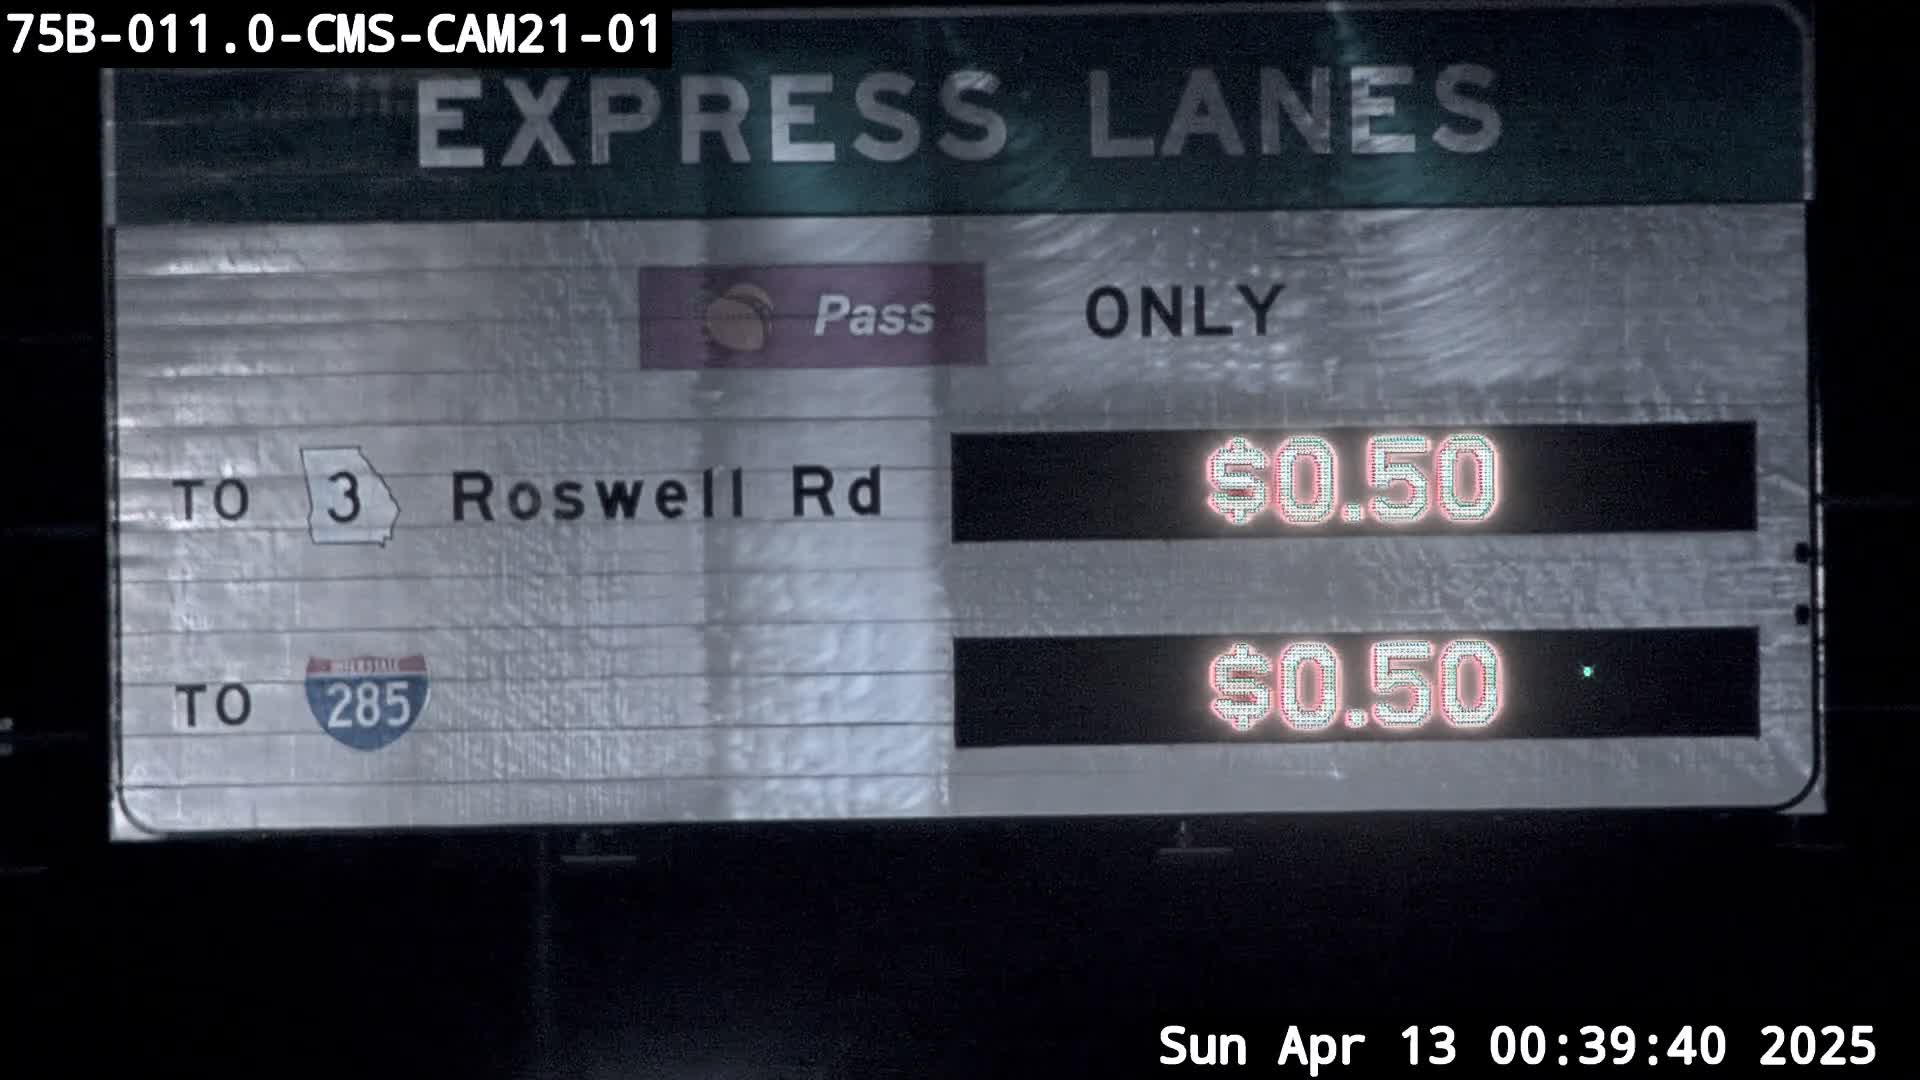 75B-011.0-CMS-CAM21-01
EXPRESS LANES
Pass ONLY
TO 3 Roswell Rd $0.50
INTERSTATE
TO 285 $0.50
Sun Apr 13 00:39:40 2025